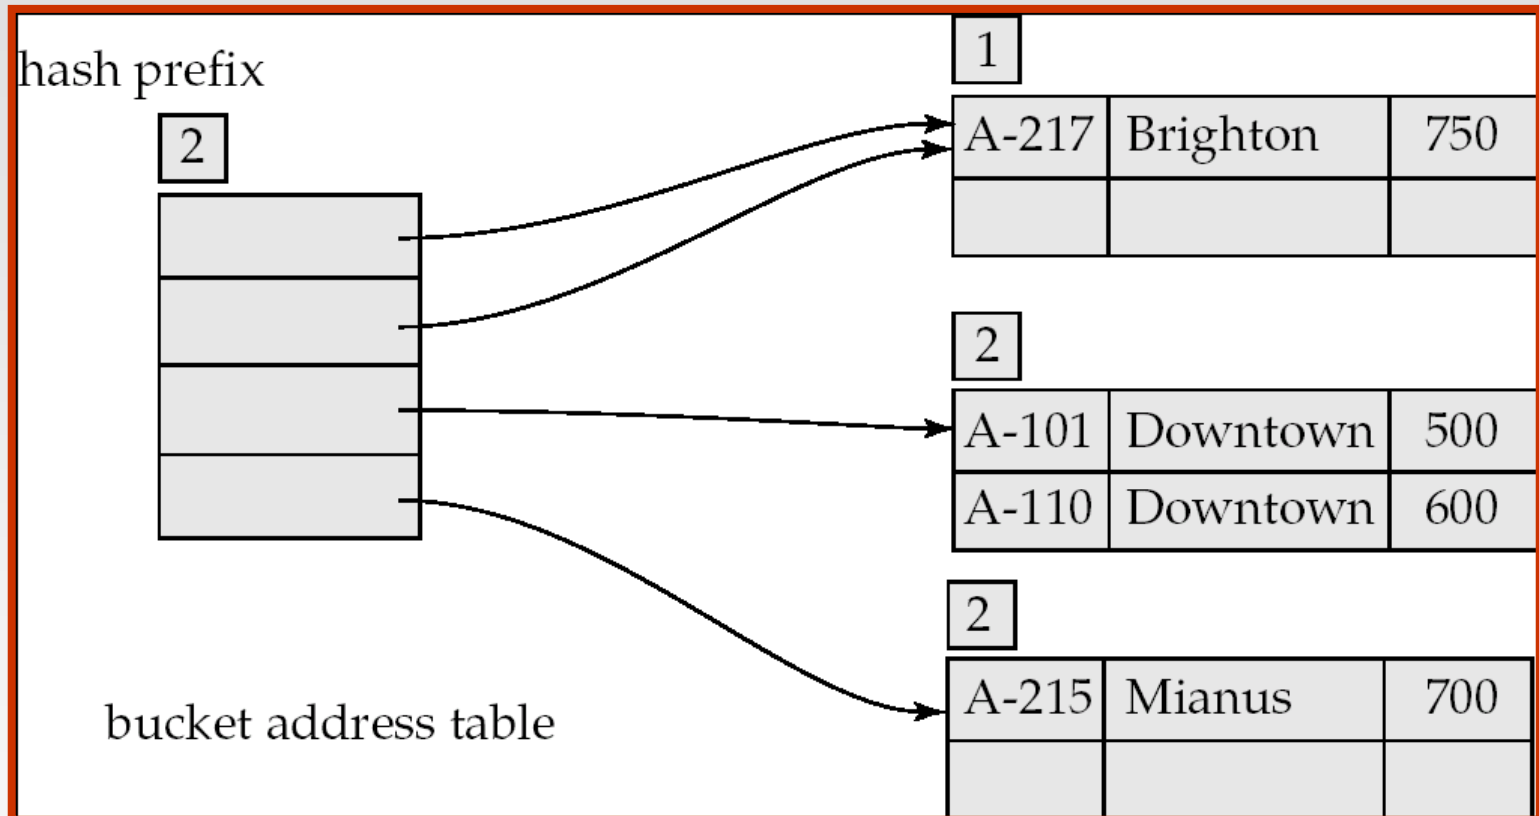 hash prefix
2
bucket address table
1
A-217 Brighton 750
2
A-101 Downtown 500
A-110 Downtown 600
2
A-215 Mianus 700